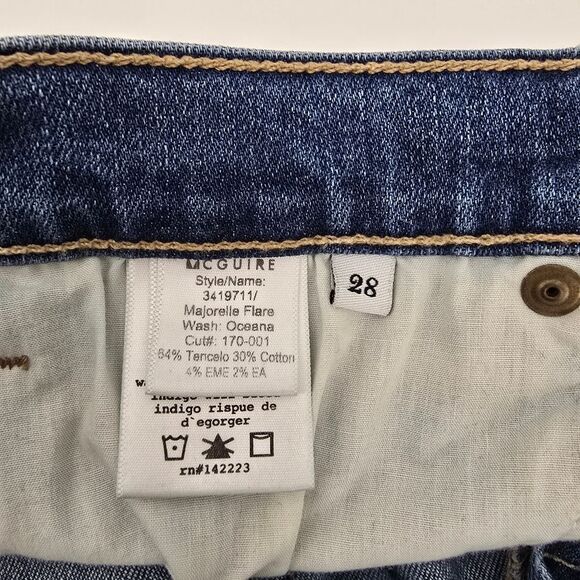 MCGUIRE
Style/Name:
3419711/
Majorelle Flare
Wash: Oceana
Cut#: 170-001
64% Tencelo 30% Cotton
4% EME 2% EA
indigo rispue de
d`egorger
rn#142223
28